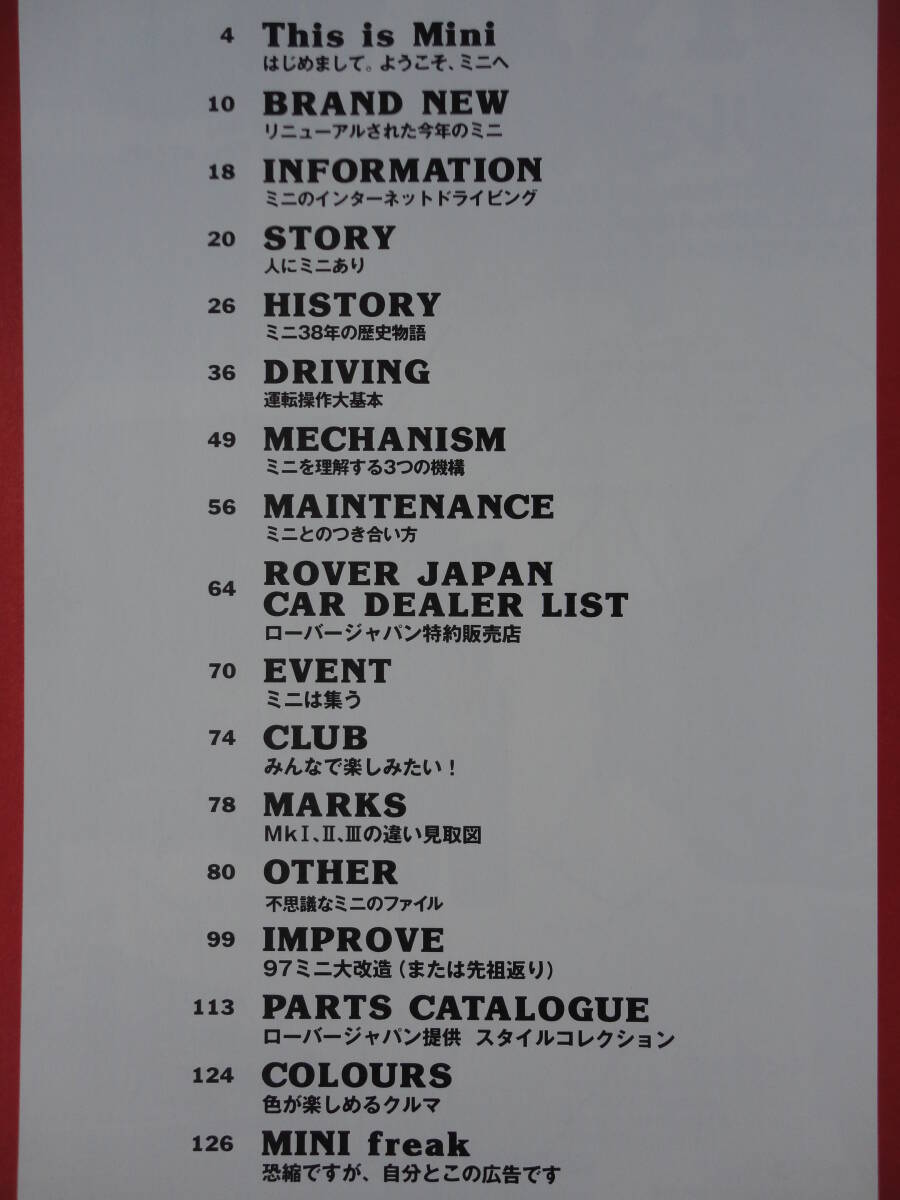 4 This is Mini
はじめまして。ようこそ、ミニへ
10 BRAND NEW
リニューアルされた今年のミニ
18 INFORMATION
ミニのインターネットドライビング
20 STORY
人にミニあり
26 HISTORY
ミニ38年の歴史物語
36 DRIVING
運転操作大基本
49 MECHANISM
ミニを理解する3つの機構
56 MAINTENANCE
ミニとのつき合い方
64 ROVER JAPAN
CAR DEALER LIST
ローバージャパン特約販売店
70 EVENT
ミニは集う
74 CLUB
みんなで楽しみたい！
78 MARKS
MkⅠ、Ⅱ、Ⅲの違い見取図
80 OTHER
不思議なミニのファイル
99 IMPROVE
97ミニ大改造（または先祖返り）
113 PARTS CATALOGUE
ローバージャパン提供 スタイルコレクション
124 COLOURS
色が楽しめるクルマ
126 MINI freak
恐縮ですが、自分とこの広告です